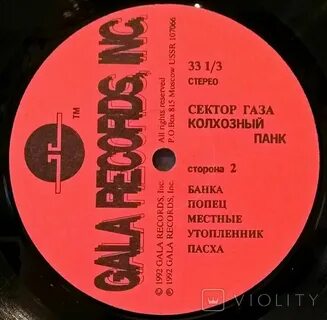 GALA RECORDS, INC.
TM
All rights reserved
P.O Box 815 Moscow USSR 107066
℗ 1992 GALA RECORDS, Inc.
© 1992 GALA RECORDS, Inc.
33 1/3
СТЕРЕО
СЕКТОР ГАЗА
КОЛХОЗНЫЙ
ПАНК
сторона 2
БАНКА
ПОПЕЦ
МЕСТНЫЕ
УТОПЛЕННИК
ПАСХА
VIOLITY